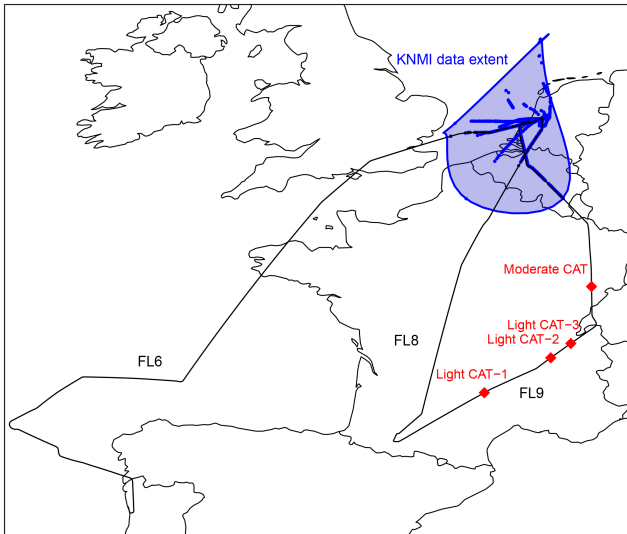 KNMI data extent
Moderate CAT
Light CAT−3
Light CAT−2
FL8
FL6
Light CAT−1
FL9